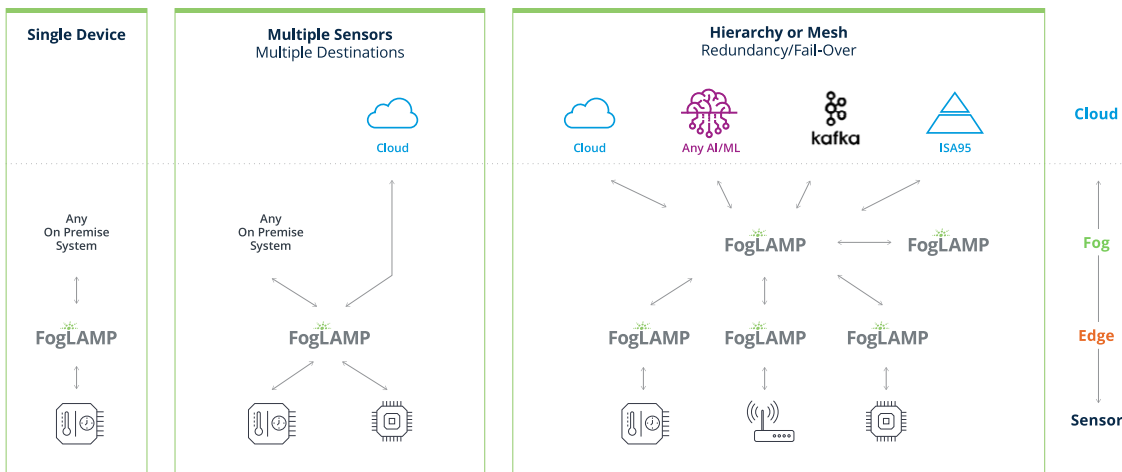 Single Device
Any
On Premise
System
FogLAMP
Multiple Sensors
Multiple Destinations
Cloud
Any
On Premise
System
FogLAMP
Hierarchy or Mesh
Redundancy/Fail-Over
Cloud
Any AI/ML
kafka
ISA95
FogLAMP
FogLAMP
FogLAMP
FogLAMP
FogLAMP
Cloud
Fog
Edge
Sensor